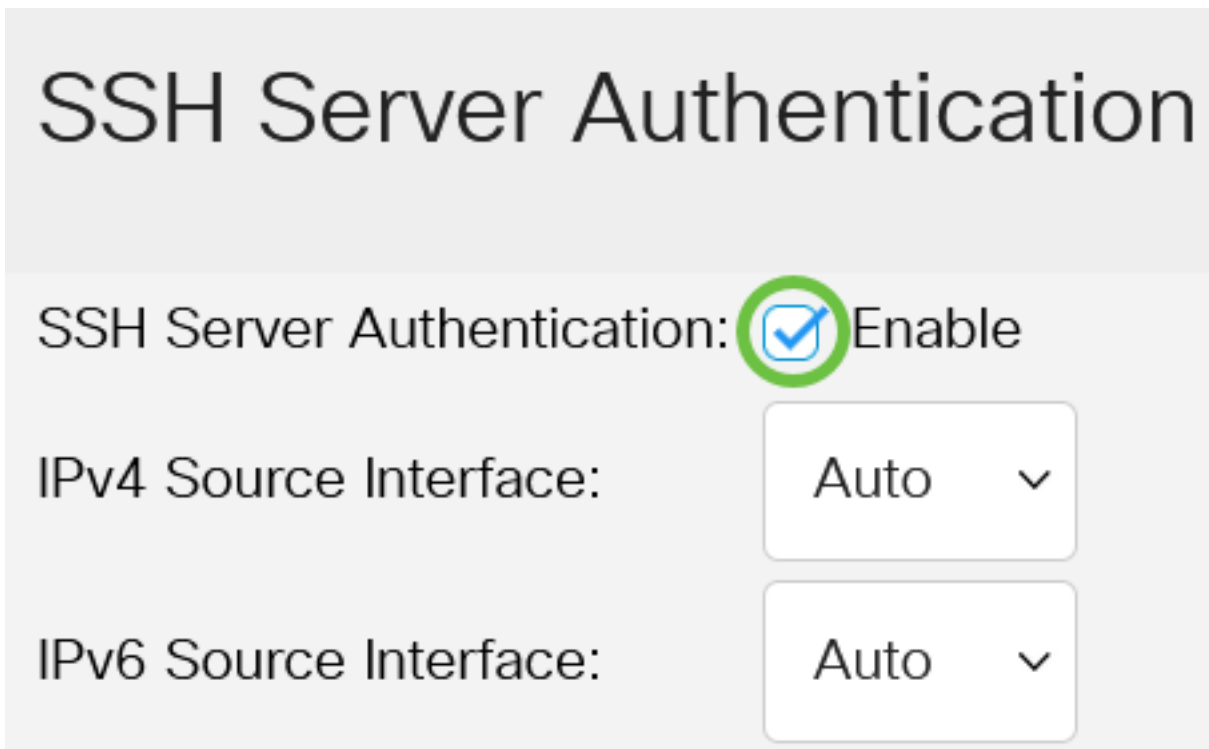 SSH Server Authentication
SSH Server Authentication: Enable
IPv4 Source Interface: Auto
IPv6 Source Interface: Auto